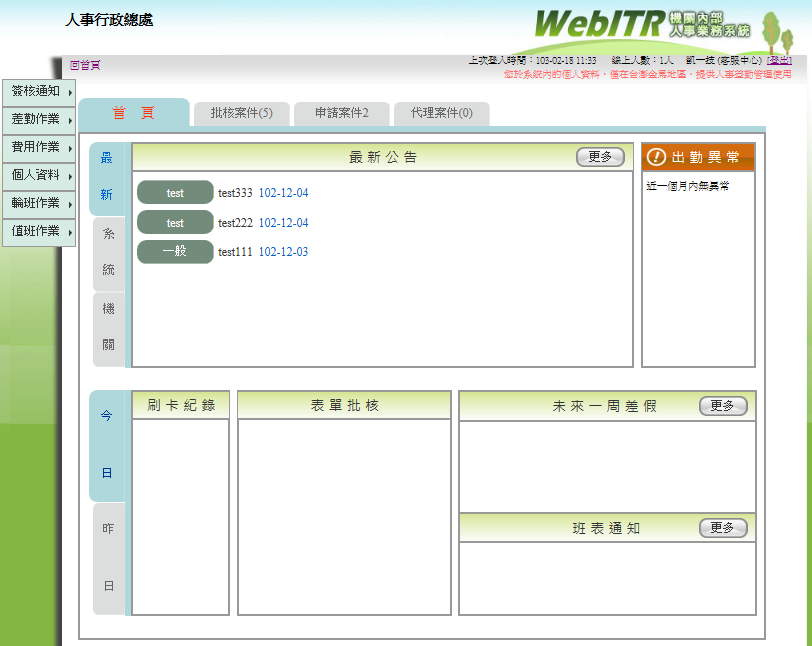 人事行政總處
WebITR 機關內部
人事業務系統
回首頁
上次登入時間：103-02-18 11:33 線上人數：1人 凱一技 (客服中心) [登出]
您於系統內的個人資料，僅在台澎金馬地區，提供人事差勤管理使用
簽核通知
差勤作業
費用作業
個人資料
輪班作業
值班作業
首 頁
批核案件(5)
申請案件2
代理案件(0)
最新
系統
機關
最新公告
更多
test test333 102-12-04
test test222 102-12-04
一般 test111 102-12-03
出勤異常
近一個月內無異常
今日
昨日
刷卡紀錄
表單批核
未來一周差假
更多
班表通知
更多